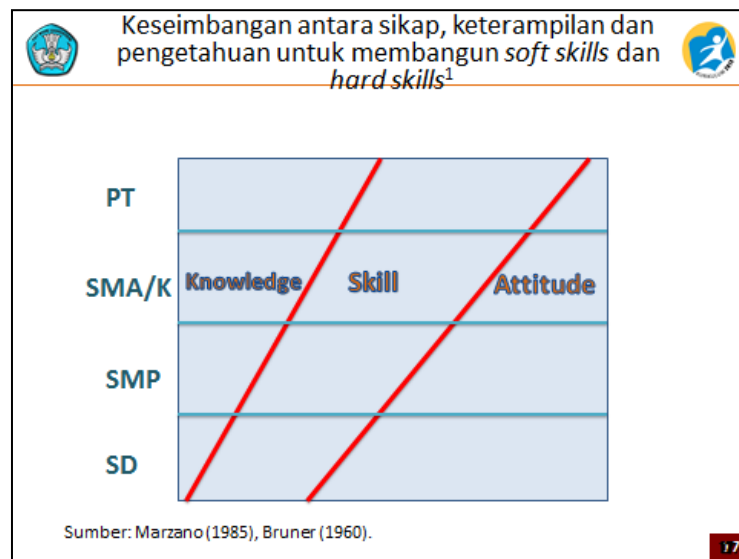 Keseimbangan antara sikap, keterampilan dan
pengetahuan untuk membangun soft skills dan
hard skills¹
PT
SMA/K
Knowledge
Skill
Attitude
SMP
SD
Sumber: Marzano (1985), Bruner (1960).